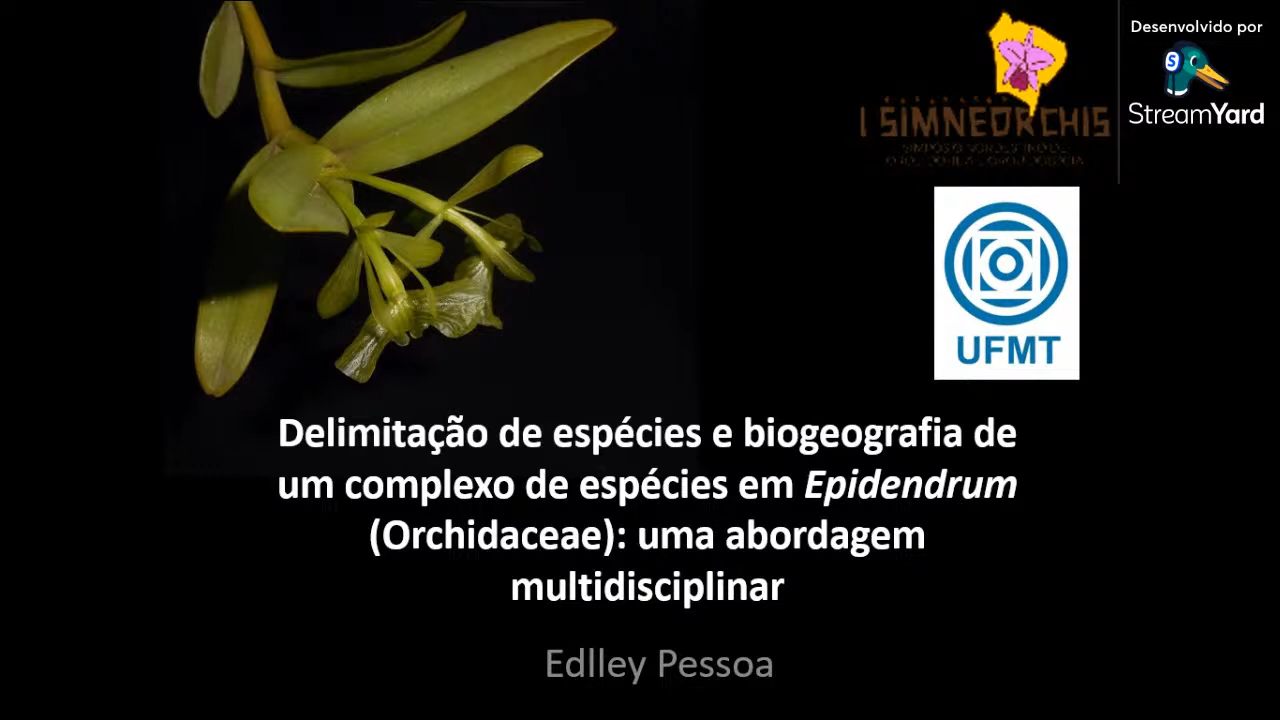 Desenvolvido por
StreamYard
I SIMNEORCHIS
UFMT
Delimitação de espécies e biogeografia de
um complexo de espécies em Epidendrum
(Orchidaceae): uma abordagem
multidisciplinar
Edlley Pessoa